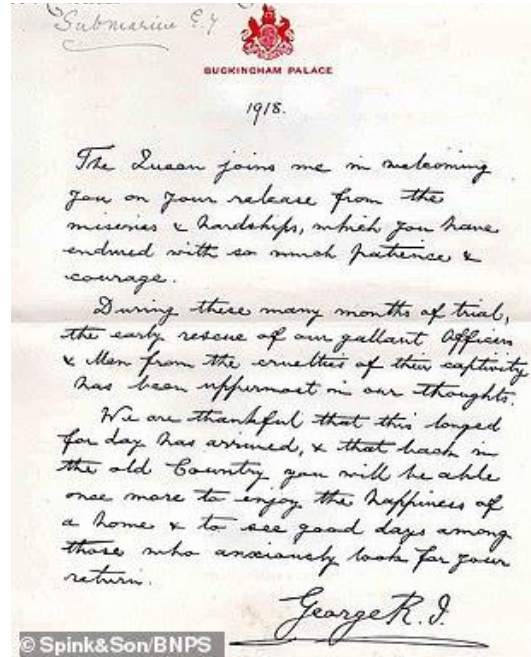 Submarine E.7
BUCKINGHAM PALACE
1918.
The Queen joins me in welcoming
you on your release from the
miseries & hardships, which you have
endured with so much patience &
courage.
During these many months of trial,
the early rescue of our gallant Officers
& Men from the cruelties of their captivity
has been uppermost in our thoughts.
We are thankful that this longed
for day has arrived, & that back in
the old Country you will be able
once more to enjoy the happiness of
a home & to see good days among
those who anxiously look for your
return.
George R.I.
© Spink&Son/BNPS